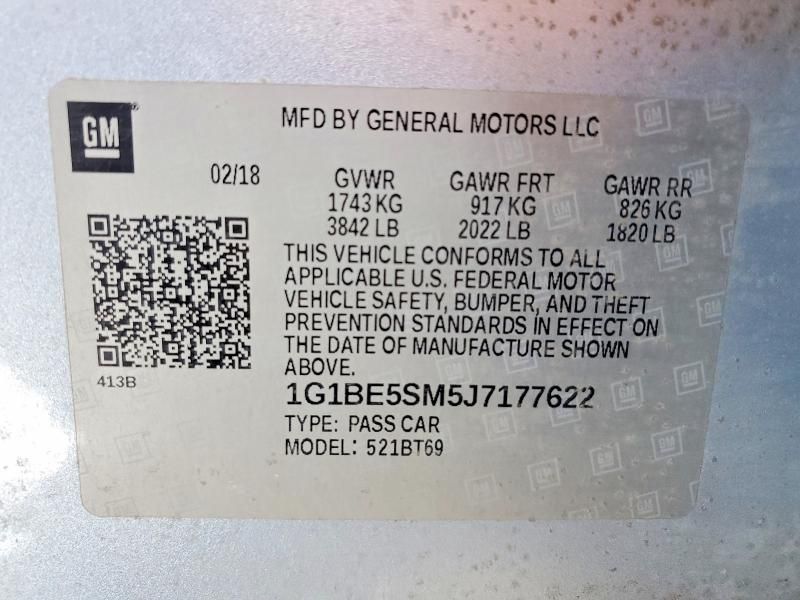 GM
MFD BY GENERAL MOTORS LLC
02/18
GVWR GAWR FRT GAWR RR
1743 KG 917 KG 826 KG
3842 LB 2022 LB 1820 LB
THIS VEHICLE CONFORMS TO ALL
APPLICABLE U.S. FEDERAL MOTOR
VEHICLE SAFETY, BUMPER, AND THEFT
PREVENTION STANDARDS IN EFFECT ON
THE DATE OF MANUFACTURE SHOWN
ABOVE.
413B
1G1BE5SM5J7177622
TYPE: PASS CAR
MODEL: 521BT69